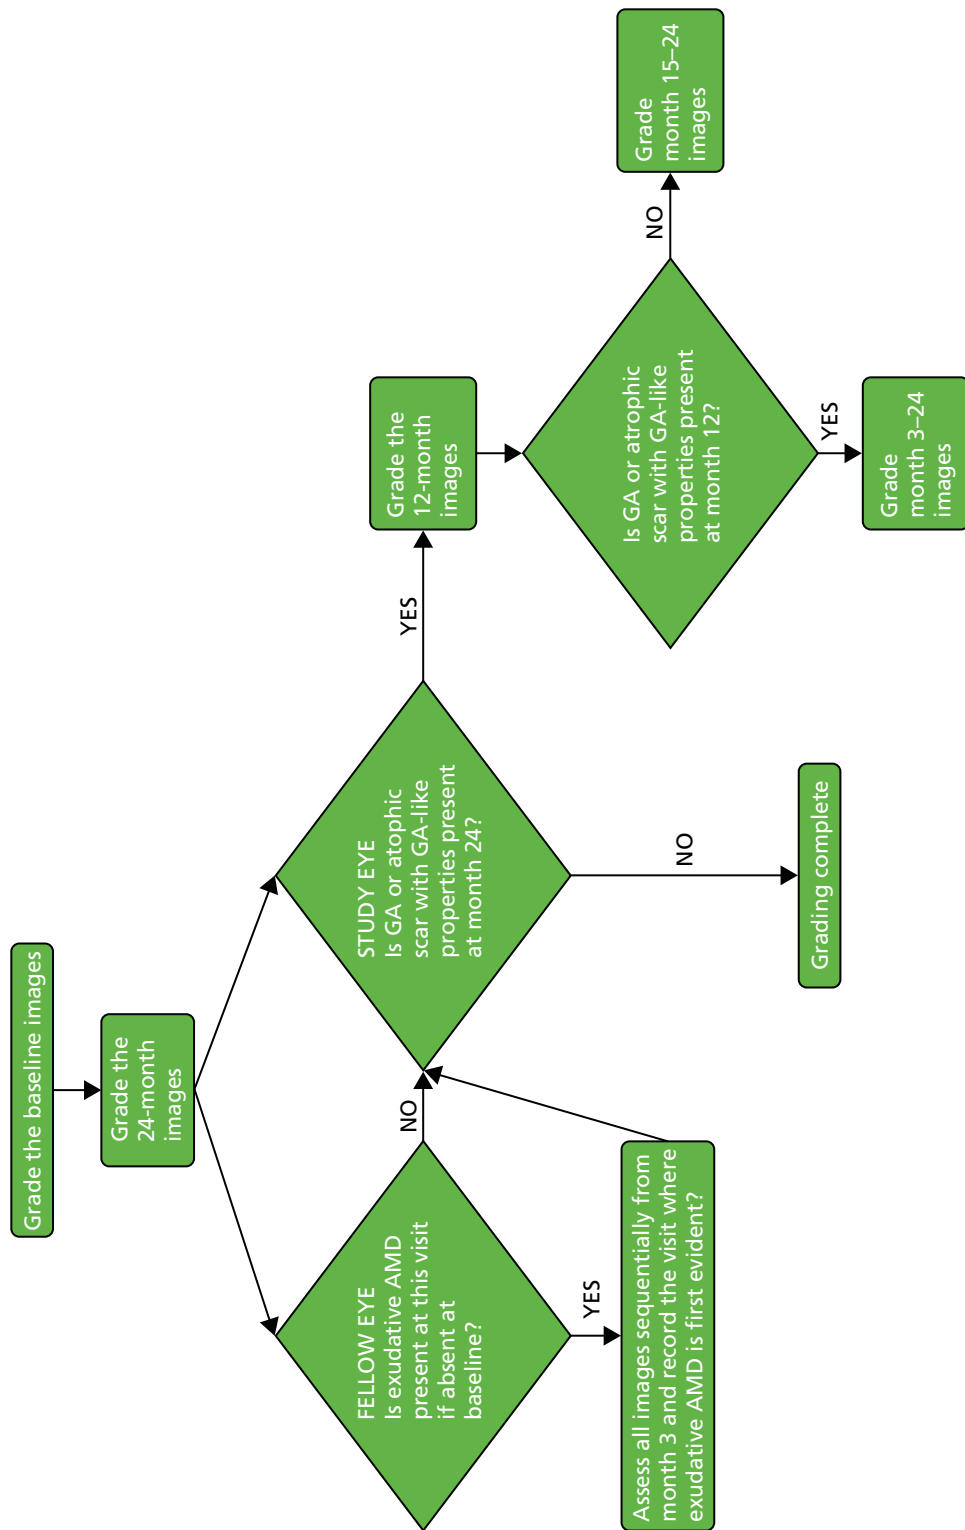 Grade the baseline images
Grade the
24-month
images
FELLOW EYE
Is exudative AMD
present at this visit
if absent at
baseline?
NO
YES
Assess all images sequentially from
month 3 and record the visit where
exudative AMD is first evident?
STUDY EYE
Is GA or atophic
scar with GA-like
properties present
at month 24?
NO
Grading complete
YES
Grade the
12-month
images
Is GA or atrophic
scar with GA-like
properties present
at month 12?
YES
Grade
month 3–24
images
NO
Grade
month 15–24
images